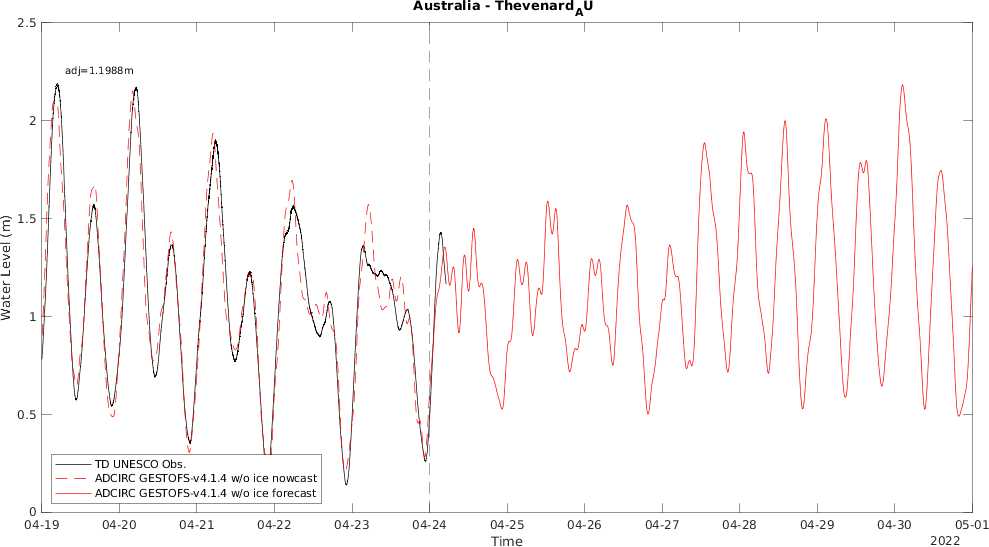 Australia - Thevenard_AU
adj=1.1988m
Water Level (m)
2.5
2
1.5
1
0.5
0
TD UNESCO Obs.
ADCIRC GESTOFS-v4.1.4 w/o ice nowcast
ADCIRC GESTOFS-v4.1.4 w/o ice forecast
04-19 04-20 04-21 04-22 04-23 04-24 04-25 04-26 04-27 04-28 04-29 04-30 05-01
Time
2022